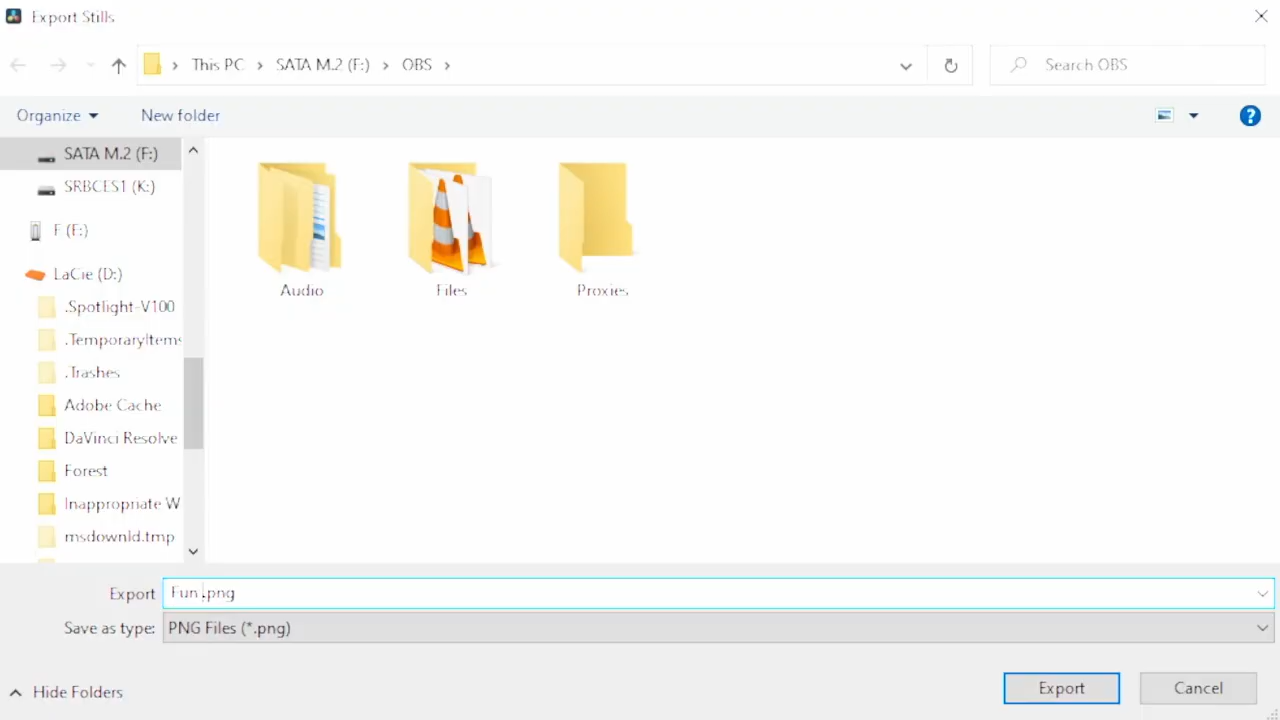 Export Stills
This PC > SATA M.2 (F:) > OBS >
Search OBS
Organize
New folder
SATA M.2 (F:)
SRBCES1 (K:)
F (F:)
LaCie (D:)
.Spotlight-V100
.TemporaryItems
.Trashes
Adobe Cache
DaVinci Resolve
Forest
Inappropriate W
msdownld.tmp
Audio
Files
Proxies
Export
Fun .png
Save as type:
PNG Files (*.png)
Hide Folders
Export
Cancel